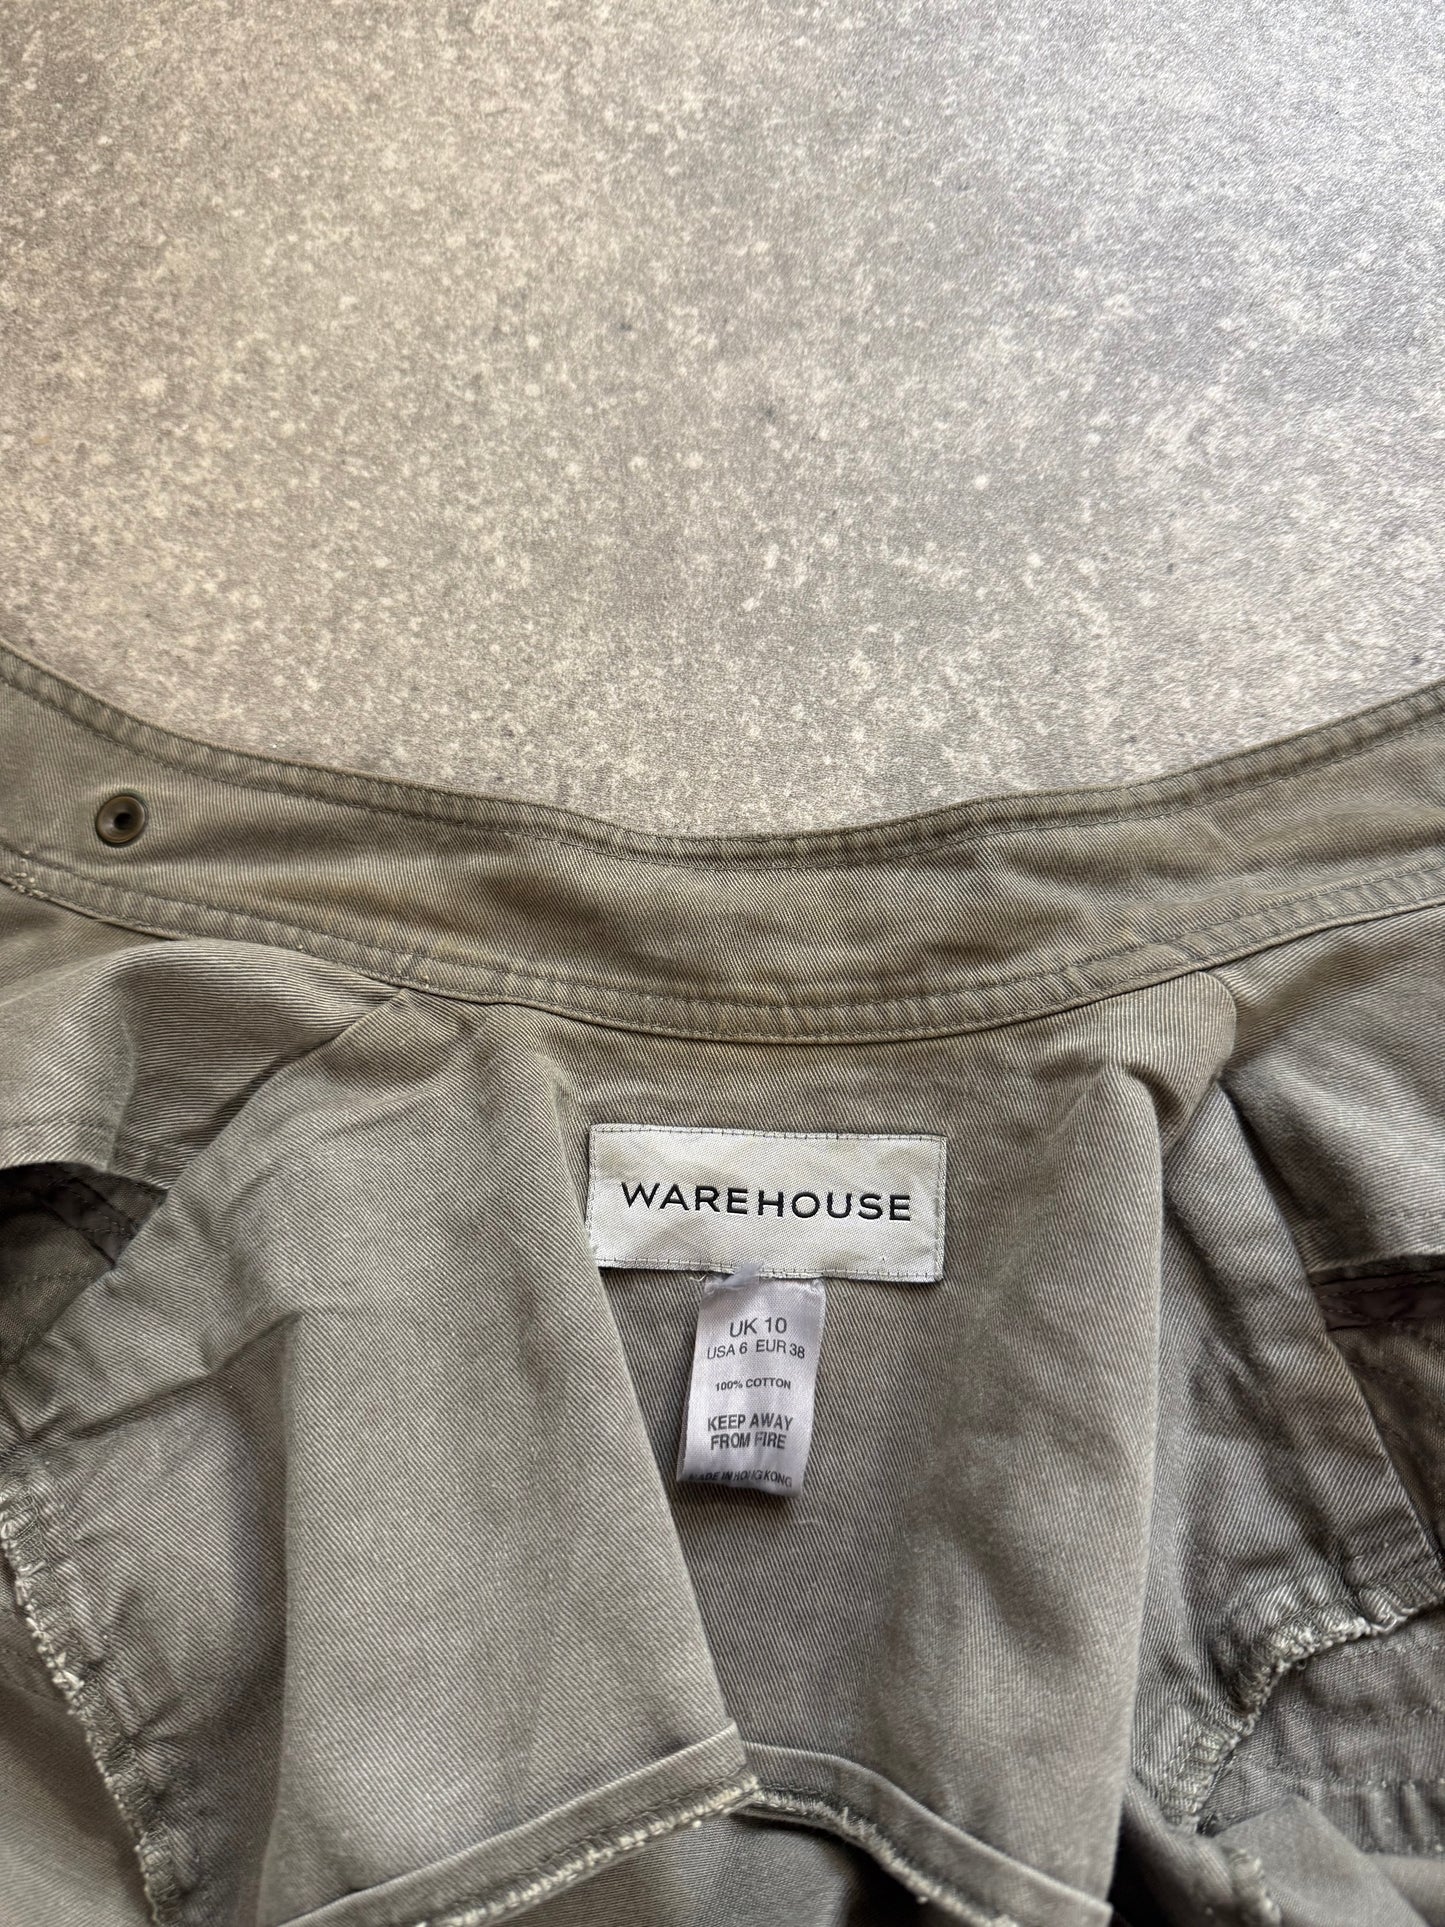 WAREHOUSE
UK 10
USA 6 EUR 38
100% COTTON
KEEP AWAY
FROM FIRE
MADE IN HONG KONG